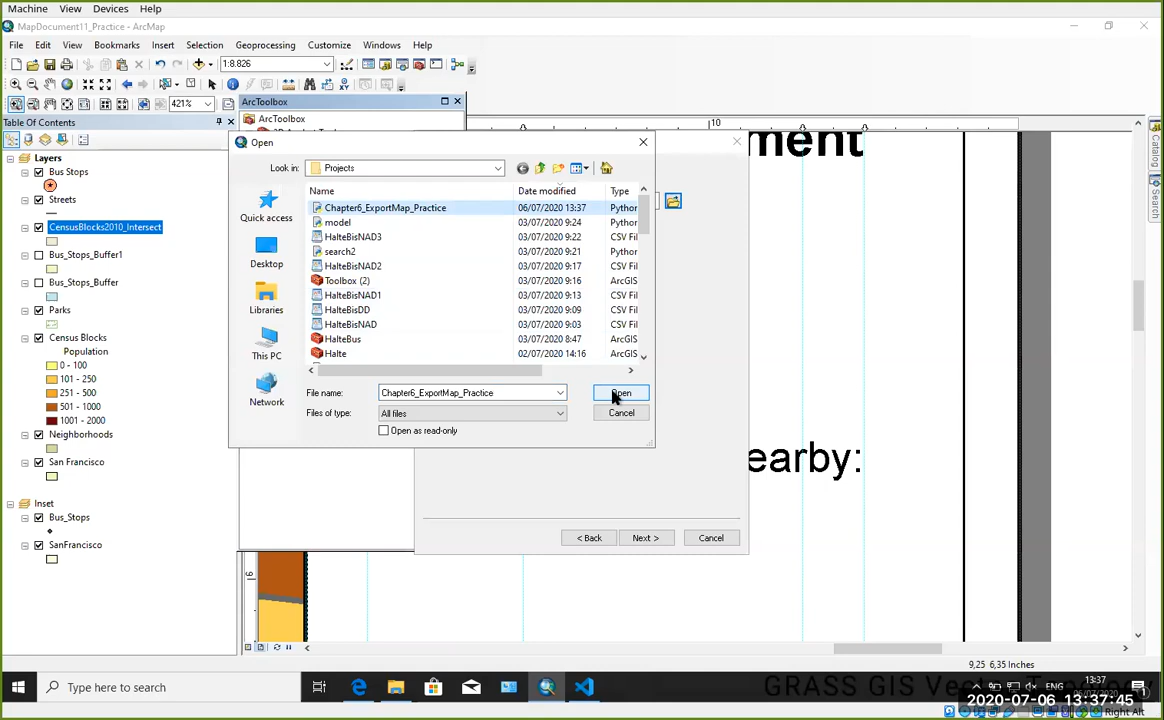 Machine View Devices Help
MapDocument11_Practice - ArcMap
File Edit View Bookmarks Insert Selection Geoprocessing Customize Windows Help
1:8.826
421%
ArcToolbox
Table Of Contents
ArcToolbox
Layers
Bus Stops
Streets
CensusBlocks2010_Intersect
Bus_Stops_Buffer1
Bus_Stops_Buffer
Parks
Census Blocks
Population
0 - 100
101 - 250
251 - 500
501 - 1000
1001 - 2000
Neighborhoods
San Francisco
Inset
Bus_Stops
SanFrancisco
Open
Look in: Projects
Name Date modified Type
Chapter6_ExportMap_Practice 06/07/2020 13:37 Python
model 03/07/2020 9:24 Python
HalteBisNAD3 03/07/2020 9:22 CSV Fil
search2 03/07/2020 9:21 Python
HalteBisNAD2 03/07/2020 9:17 CSV Fil
Toolbox (2) 03/07/2020 9:16 ArcGIS
HalteBisNAD1 03/07/2020 9:13 CSV Fil
HalteBisDD 03/07/2020 9:09 CSV Fil
HalteBisNAD 03/07/2020 9:03 CSV Fil
HalteBus 03/07/2020 8:47 ArcGIS
Halte 02/07/2020 14:16 ArcGIS
Quick access
Desktop
Libraries
This PC
Network
File name: Chapter6_ExportMap_Practice Open
Files of type: All files Cancel
Open as read-only
10
ment
earby:
< Back Next > Cancel
Catalog
Search
9,25 6,35 Inches
Type here to search
ENG
13:37
06/07/2020
1
2020-07-06 13:37:45
Right Alt